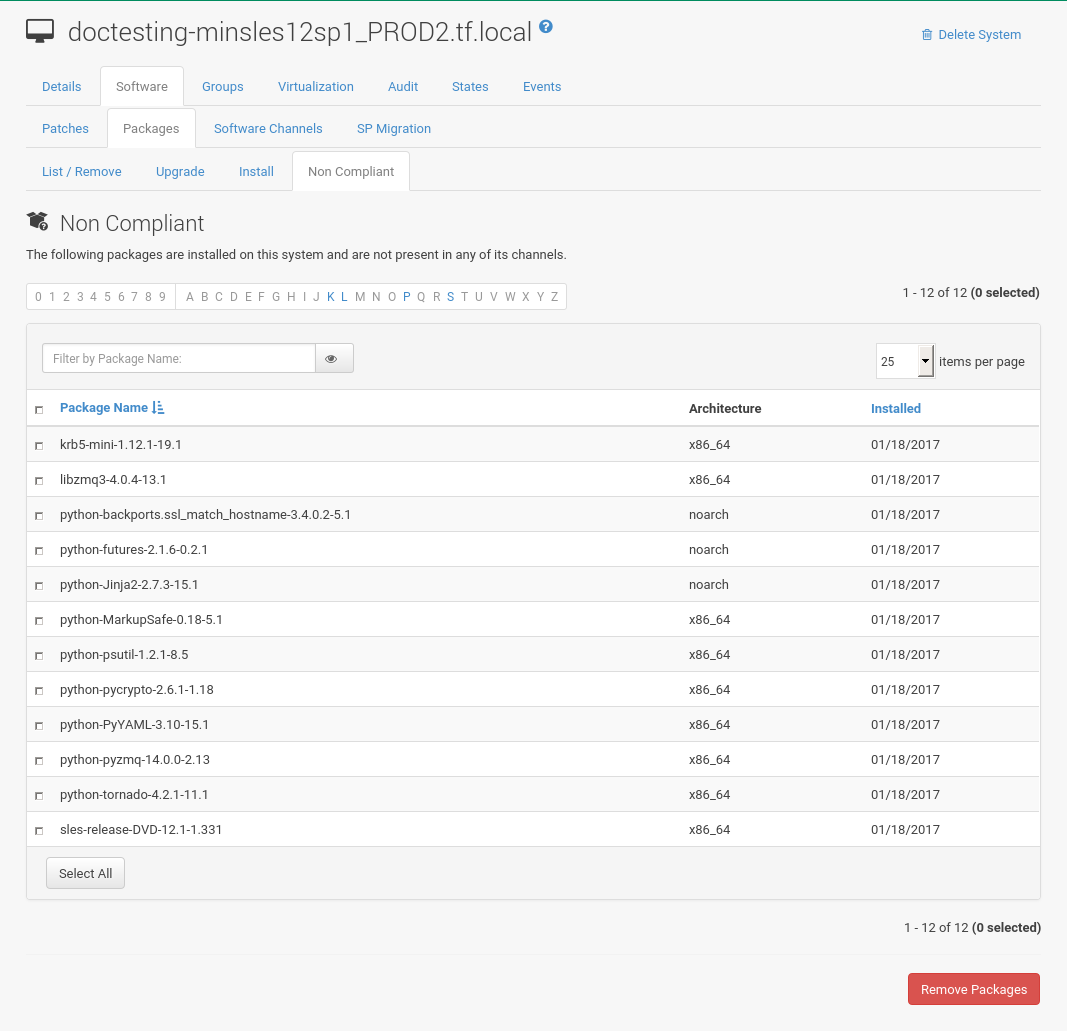 doctesting-minsles12sp1_PROD2.tf.local ?
Delete System
Details Software Groups Virtualization Audit States Events
Patches Packages Software Channels SP Migration
List / Remove Upgrade Install Non Compliant
Non Compliant
The following packages are installed on this system and are not present in any of its channels.
0 1 2 3 4 5 6 7 8 9 A B C D E F G H I J K L M N O P Q R S T U V W X Y Z
1 - 12 of 12 (0 selected)
Filter by Package Name:
25 items per page
Package Name Architecture Installed
krb5-mini-1.12.1-19.1 x86_64 01/18/2017
libzmq3-4.0.4-13.1 x86_64 01/18/2017
python-backports.ssl_match_hostname-3.4.0.2-5.1 noarch 01/18/2017
python-futures-2.1.6-0.2.1 noarch 01/18/2017
python-Jinja2-2.7.3-15.1 noarch 01/18/2017
python-MarkupSafe-0.18-5.1 x86_64 01/18/2017
python-psutil-1.2.1-8.5 x86_64 01/18/2017
python-pycrypto-2.6.1-1.18 x86_64 01/18/2017
python-PyYAML-3.10-15.1 x86_64 01/18/2017
python-pyzmq-14.0.0-2.13 x86_64 01/18/2017
python-tornado-4.2.1-11.1 x86_64 01/18/2017
sles-release-DVD-12.1-1.331 x86_64 01/18/2017
Select All
1 - 12 of 12 (0 selected)
Remove Packages